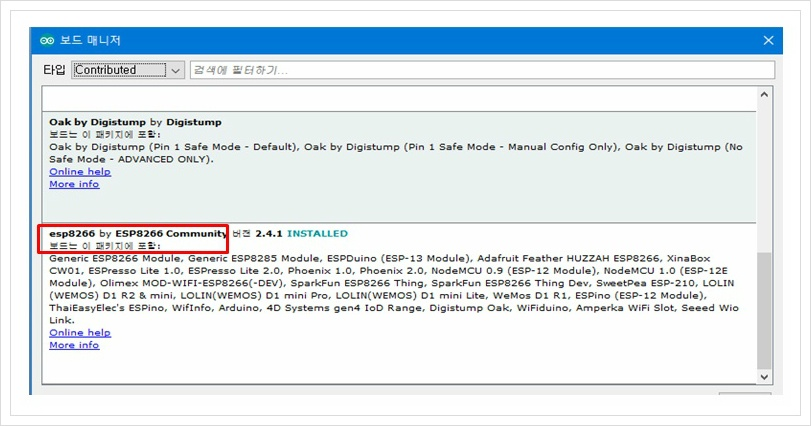 보드 매니저
타입 Contributed 검색에 필터하기...
Oak by Digistump by Digistump
보드는 이 패키지에 포함:
Oak by Digistump (Pin 1 Safe Mode - Default), Oak by Digistump (Pin 1 Safe Mode - Manual Config Only), Oak by Digistump (No
Safe Mode - ADVANCED ONLY).
Online help
More info
esp8266 by ESP8266 Community 버전 2.4.1 INSTALLED
보드는 이 패키지에 포함:
Generic ESP8266 Module, Generic ESP8285 Module, ESPDuino (ESP-13 Module), Adafruit Feather HUZZAH ESP8266, XinaBox
CW01, ESPresso Lite 1.0, ESPresso Lite 2.0, Phoenix 1.0, Phoenix 2.0, NodeMCU 0.9 (ESP-12 Module), NodeMCU 1.0 (ESP-12E
Module), Olimex MOD-WIFI-ESP8266(-DEV), SparkFun ESP8266 Thing, SparkFun ESP8266 Thing Dev, SweetPea ESP-210, LOLIN
(WEMOS) D1 R2 & mini, LOLIN(WEMOS) D1 mini Pro, LOLIN(WEMOS) D1 mini Lite, WeMos D1 R1, ESPino (ESP-12 Module),
ThaiEasyElec's ESPino, WifInfo, Arduino, 4D Systems gen4 IoD Range, Digistump Oak, WiFiduino, Amperka WiFi Slot, Seeed Wio
Link.
Online help
More info